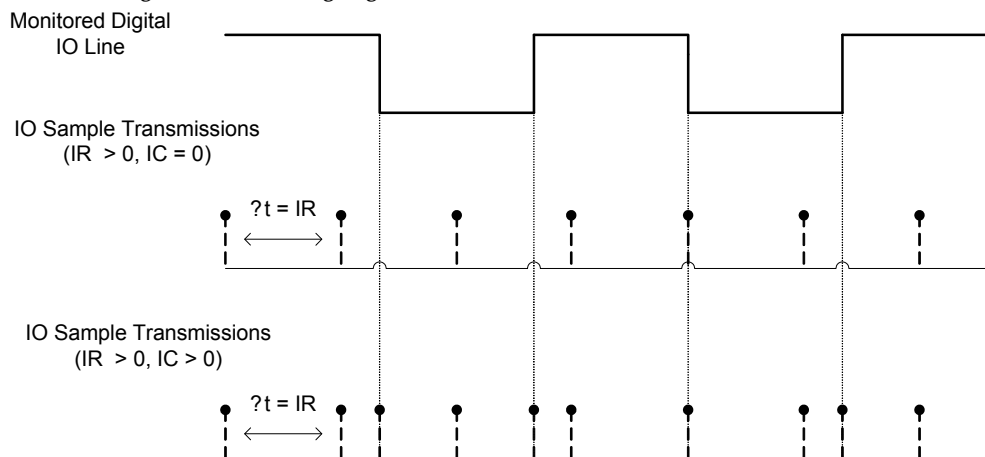 Monitored Digital
IO Line
IO Sample Transmissions
(IR > 0, IC = 0)
?t = IR
IO Sample Transmissions
(IR > 0, IC > 0)
?t = IR